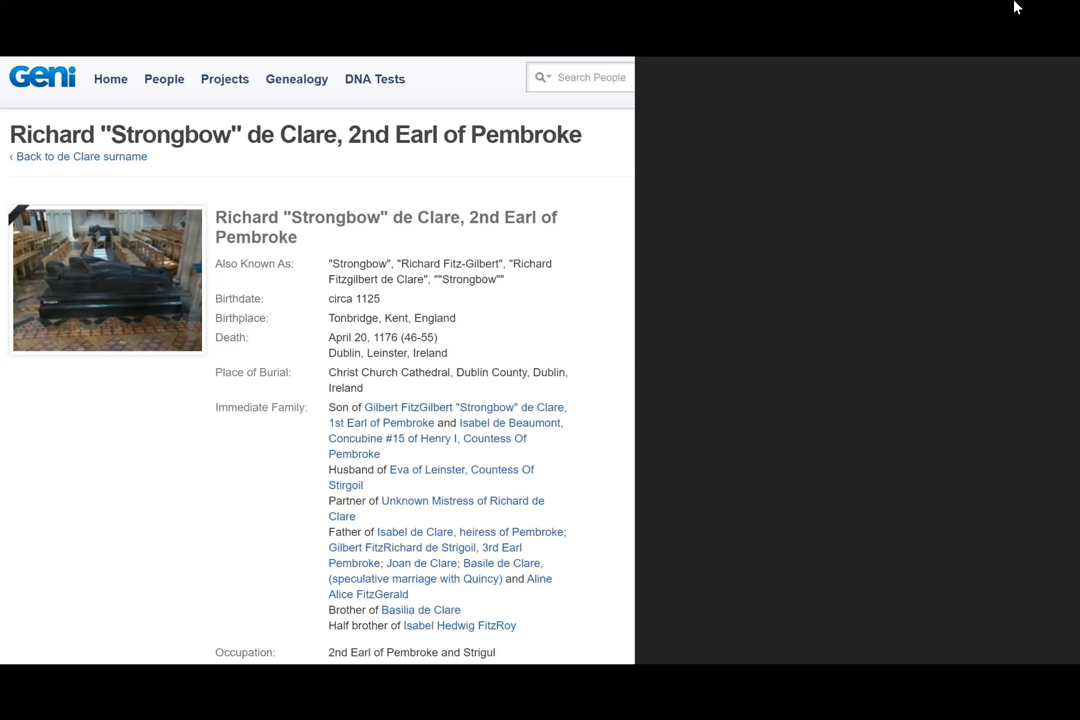 Geni Home People Projects Genealogy DNA Tests Search People
Richard "Strongbow" de Clare, 2nd Earl of Pembroke
‹ Back to de Clare surname
Richard "Strongbow" de Clare, 2nd Earl of
Pembroke
Also Known As: "Strongbow", "Richard Fitz-Gilbert", "Richard
Fitzgilbert de Clare", ""Strongbow""
Birthdate: circa 1125
Birthplace: Tonbridge, Kent, England
Death: April 20, 1176 (46-55)
Dublin, Leinster, Ireland
Place of Burial: Christ Church Cathedral, Dublin County, Dublin,
Ireland
Immediate Family: Son of Gilbert FitzGilbert "Strongbow" de Clare,
1st Earl of Pembroke and Isabel de Beaumont,
Concubine #15 of Henry I, Countess Of
Pembroke
Husband of Eva of Leinster, Countess Of
Stirgoil
Partner of Unknown Mistress of Richard de
Clare
Father of Isabel de Clare, heiress of Pembroke;
Gilbert FitzRichard de Strigoil, 3rd Earl
Pembroke; Joan de Clare; Basile de Clare,
(speculative marriage with Quincy) and Aline
Alice FitzGerald
Brother of Basilia de Clare
Half brother of Isabel Hedwig FitzRoy
Occupation: 2nd Earl of Pembroke and Strigul